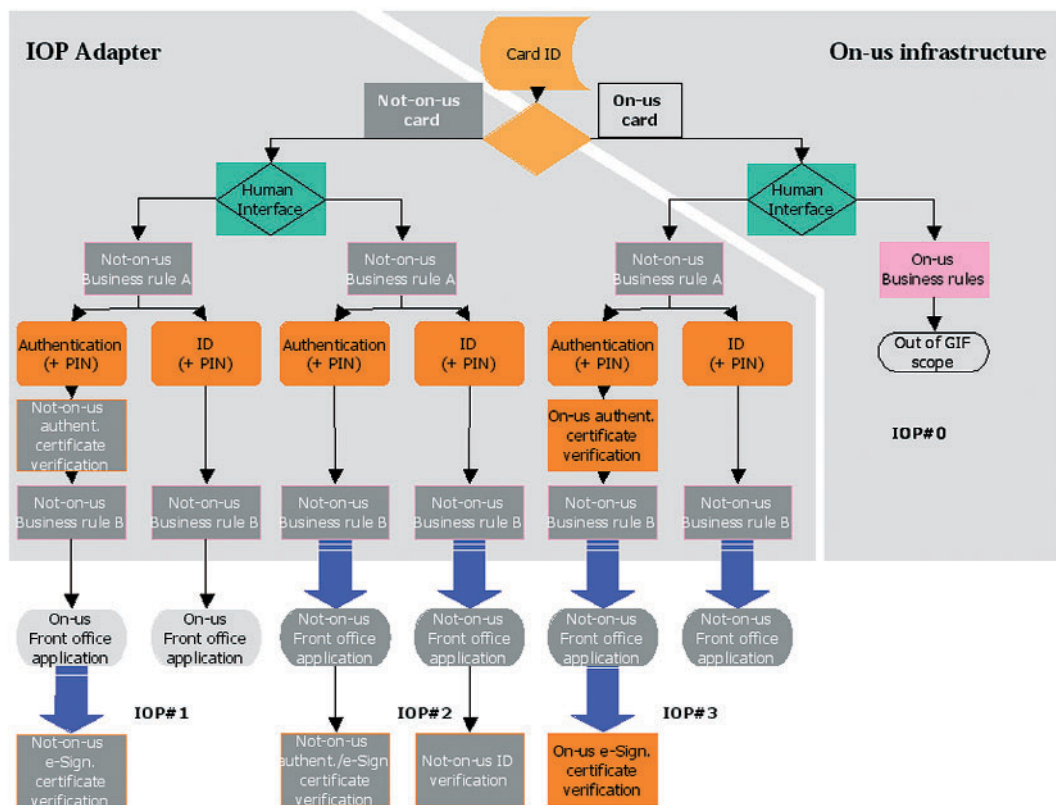 IOP Adapter
On-us infrastructure
Card ID
Not-on-us
card
On-us
card
Human
Interface
Human
Interface
Not-on-us
Business rule A
Not-on-us
Business rule A
Not-on-us
Business rule A
On-us
Business rules
Authentication
(+ PIN)
ID
(+ PIN)
Authentication
(+ PIN)
ID
(+ PIN)
Authentication
(+ PIN)
ID
(+ PIN)
Out of GIF
scope
Not-on-us
authent.
certificate
verification
On-us authent.
certificate
verification
IOP#0
Not-on-us
Business rule B
Not-on-us
Business rule B
Not-on-us
Business rule B
Not-on-us
Business rule B
Not-on-us
Business rule B
Not-on-us
Business rule B
On-us
Front office
application
On-us
Front office
application
Not-on-us
Front office
application
Not-on-us
Front office
application
Not-on-us
Front office
application
Not-on-us
Front office
application
IOP#1
IOP#2
IOP#3
Not-on-us
e-Sign.
certificate
verification
Not-on-us
authent./e-Sign
certificate
verification
Not-on-us ID
verification
On-us e-Sign.
certificate
verification